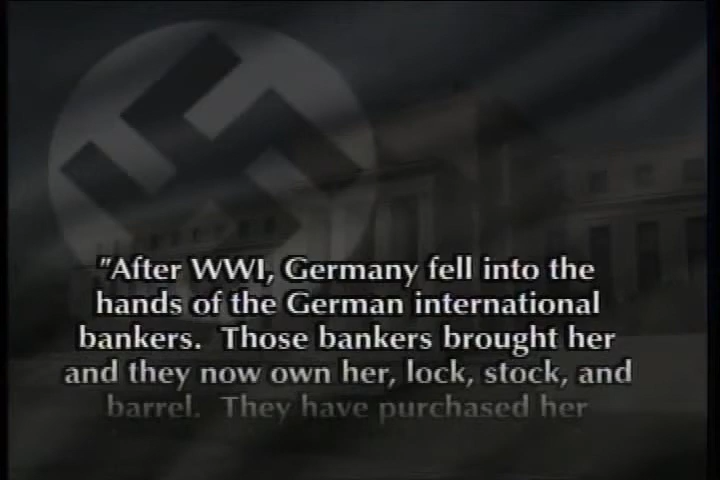 "After WWI, Germany fell into the
hands of the German international
bankers. Those bankers brought her
and they now own her, lock, stock, and
barrel. They have purchased her